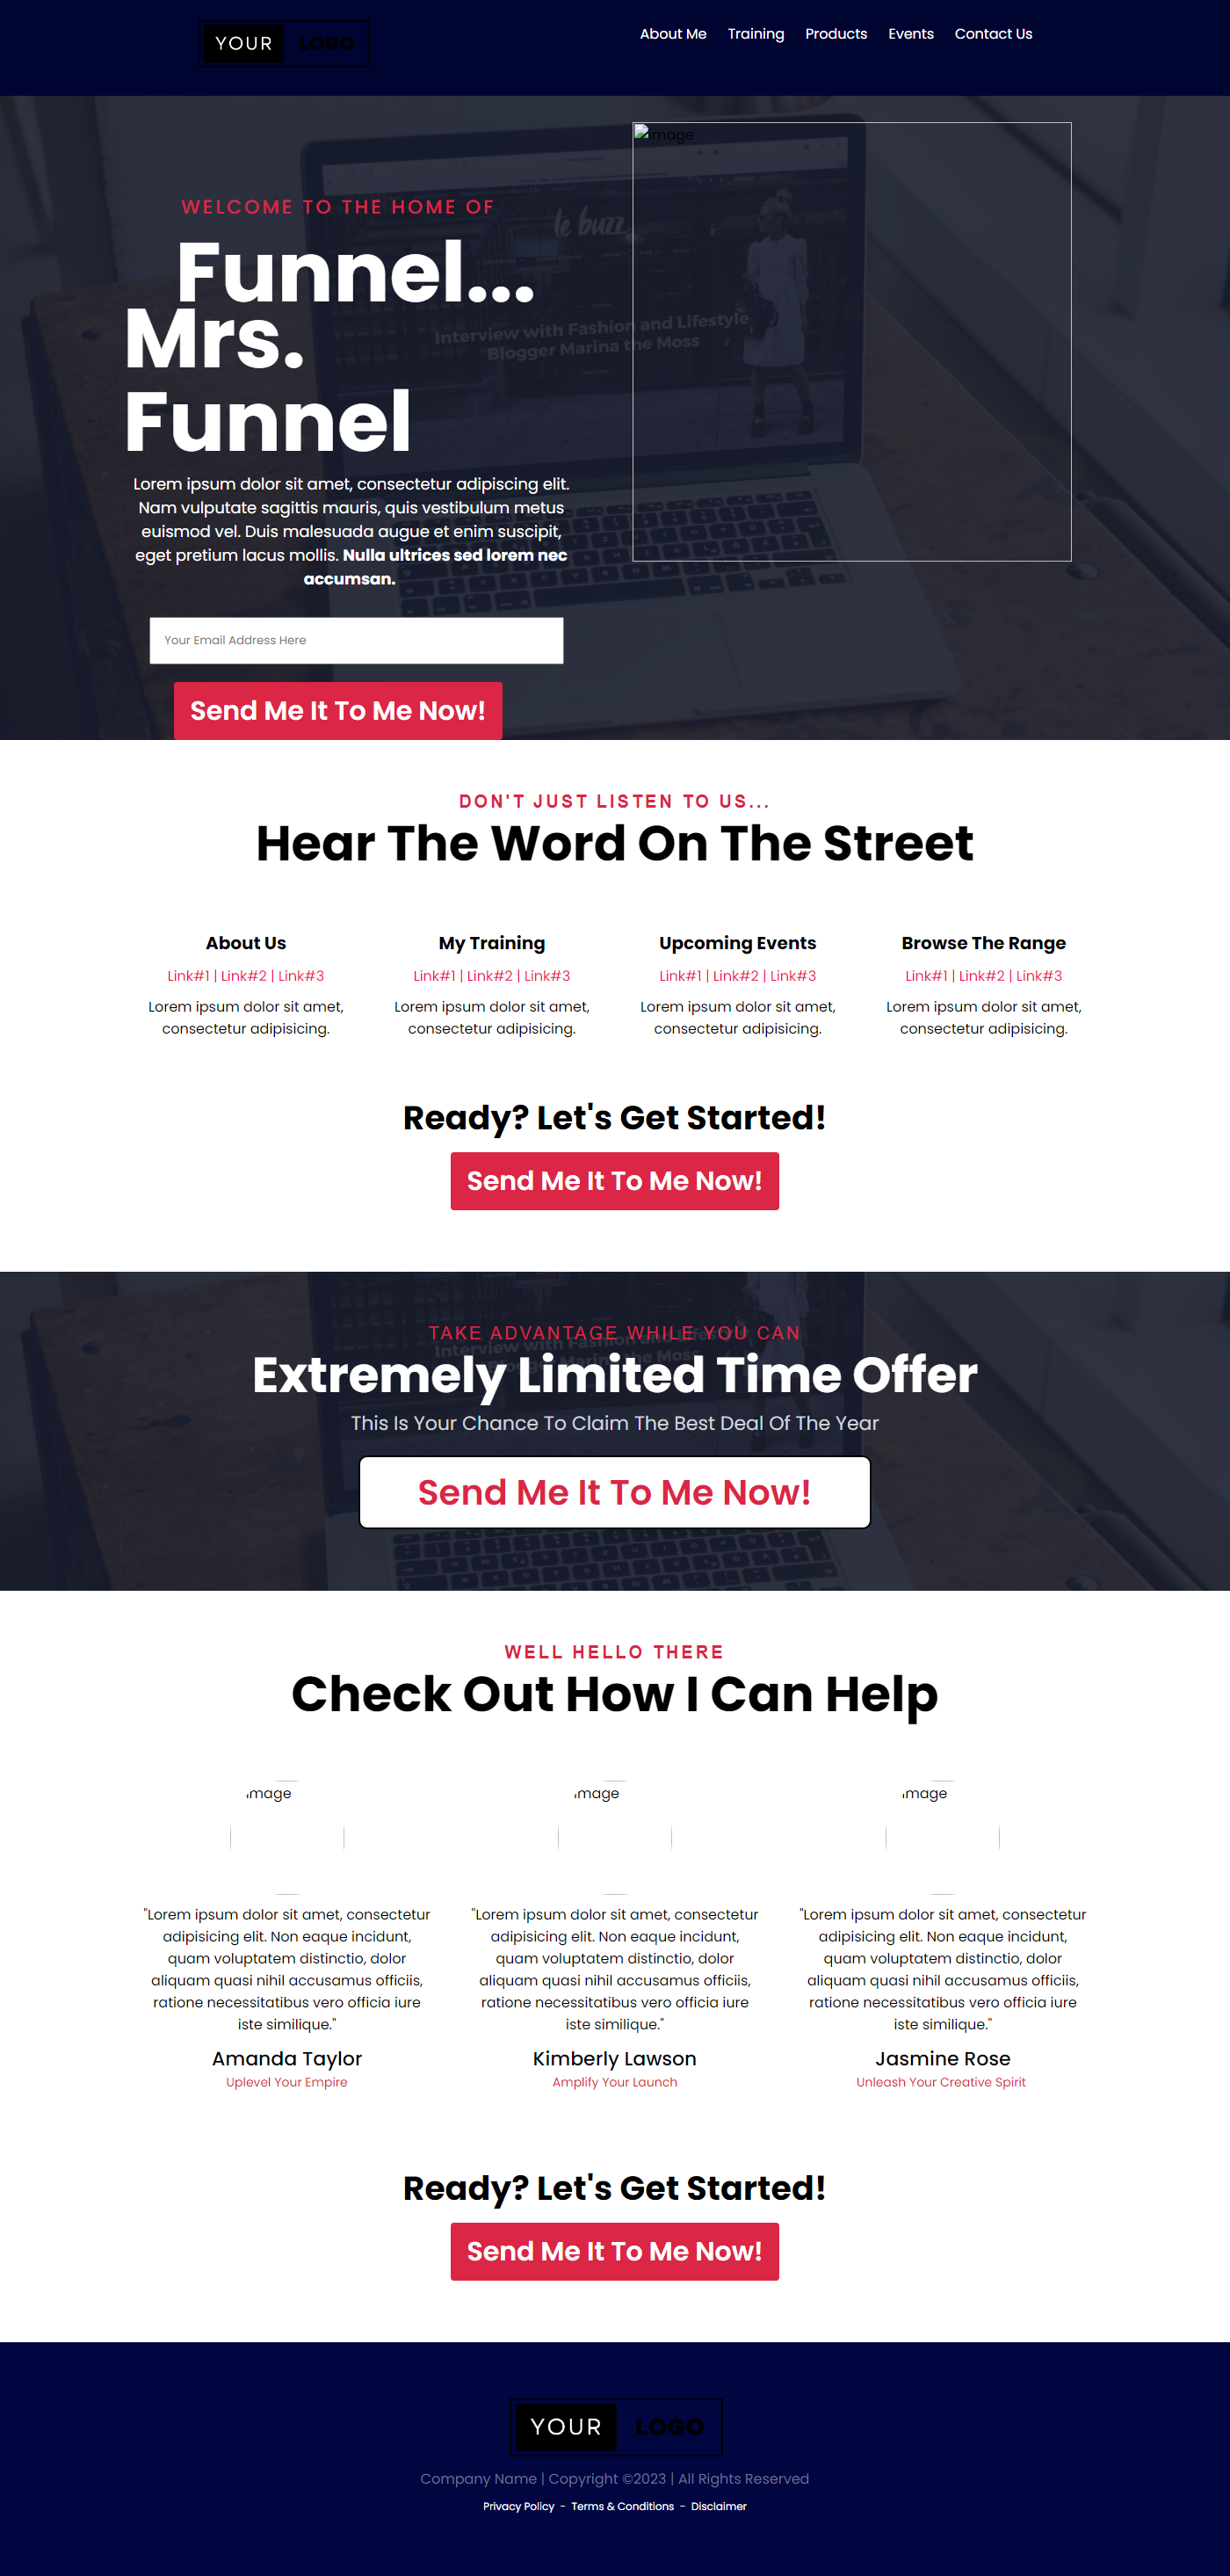 YOUR LOGO
About Me Training Products Events Contact Us
image
le buzz
WELCOME TO THE HOME OF
Funnel...
Mrs.
Funnel
Interview with Fashion and Lifestyle
Blogger Marina the Moss
Lorem ipsum dolor sit amet, consectetur adipiscing elit.
Nam vulputate sagittis mauris, quis vestibulum metus
euismod vel. Duis malesuada augue et enim suscipit,
eget pretium lacus mollis. Nulla ultrices sed lorem nec
accumsan.
Your Email Address Here
Send Me It To Me Now!
DON'T JUST LISTEN TO US...
Hear The Word On The Street
About Us
Link#1 | Link#2 | Link#3
Lorem ipsum dolor sit amet,
consectetur adipisicing.
My Training
Link#1 | Link#2 | Link#3
Lorem ipsum dolor sit amet,
consectetur adipisicing.
Upcoming Events
Link#1 | Link#2 | Link#3
Lorem ipsum dolor sit amet,
consectetur adipisicing.
Browse The Range
Link#1 | Link#2 | Link#3
Lorem ipsum dolor sit amet,
consectetur adipisicing.
Ready? Let's Get Started!
Send Me It To Me Now!
TAKE ADVANTAGE WHILE YOU CAN
Interview with Fashion and Lifestyle
Blogger Marina the Moss
Extremely Limited Time Offer
This Is Your Chance To Claim The Best Deal Of The Year
Send Me It To Me Now!
WELL HELLO THERE
Check Out How I Can Help
image
"Lorem ipsum dolor sit amet, consectetur
adipisicing elit. Non eaque incidunt,
quam voluptatem distinctio, dolor
aliquam quasi nihil accusamus officiis,
ratione necessitatibus vero officia iure
iste similique."
Amanda Taylor
Uplevel Your Empire
image
"Lorem ipsum dolor sit amet, consectetur
adipisicing elit. Non eaque incidunt,
quam voluptatem distinctio, dolor
aliquam quasi nihil accusamus officiis,
ratione necessitatibus vero officia iure
iste similique."
Kimberly Lawson
Amplify Your Launch
image
"Lorem ipsum dolor sit amet, consectetur
adipisicing elit. Non eaque incidunt,
quam voluptatem distinctio, dolor
aliquam quasi nihil accusamus officiis,
ratione necessitatibus vero officia iure
iste similique."
Jasmine Rose
Unleash Your Creative Spirit
Ready? Let's Get Started!
Send Me It To Me Now!
YOUR LOGO
Company Name | Copyright ©2023 | All Rights Reserved
Privacy Policy - Terms & Conditions - Disclaimer